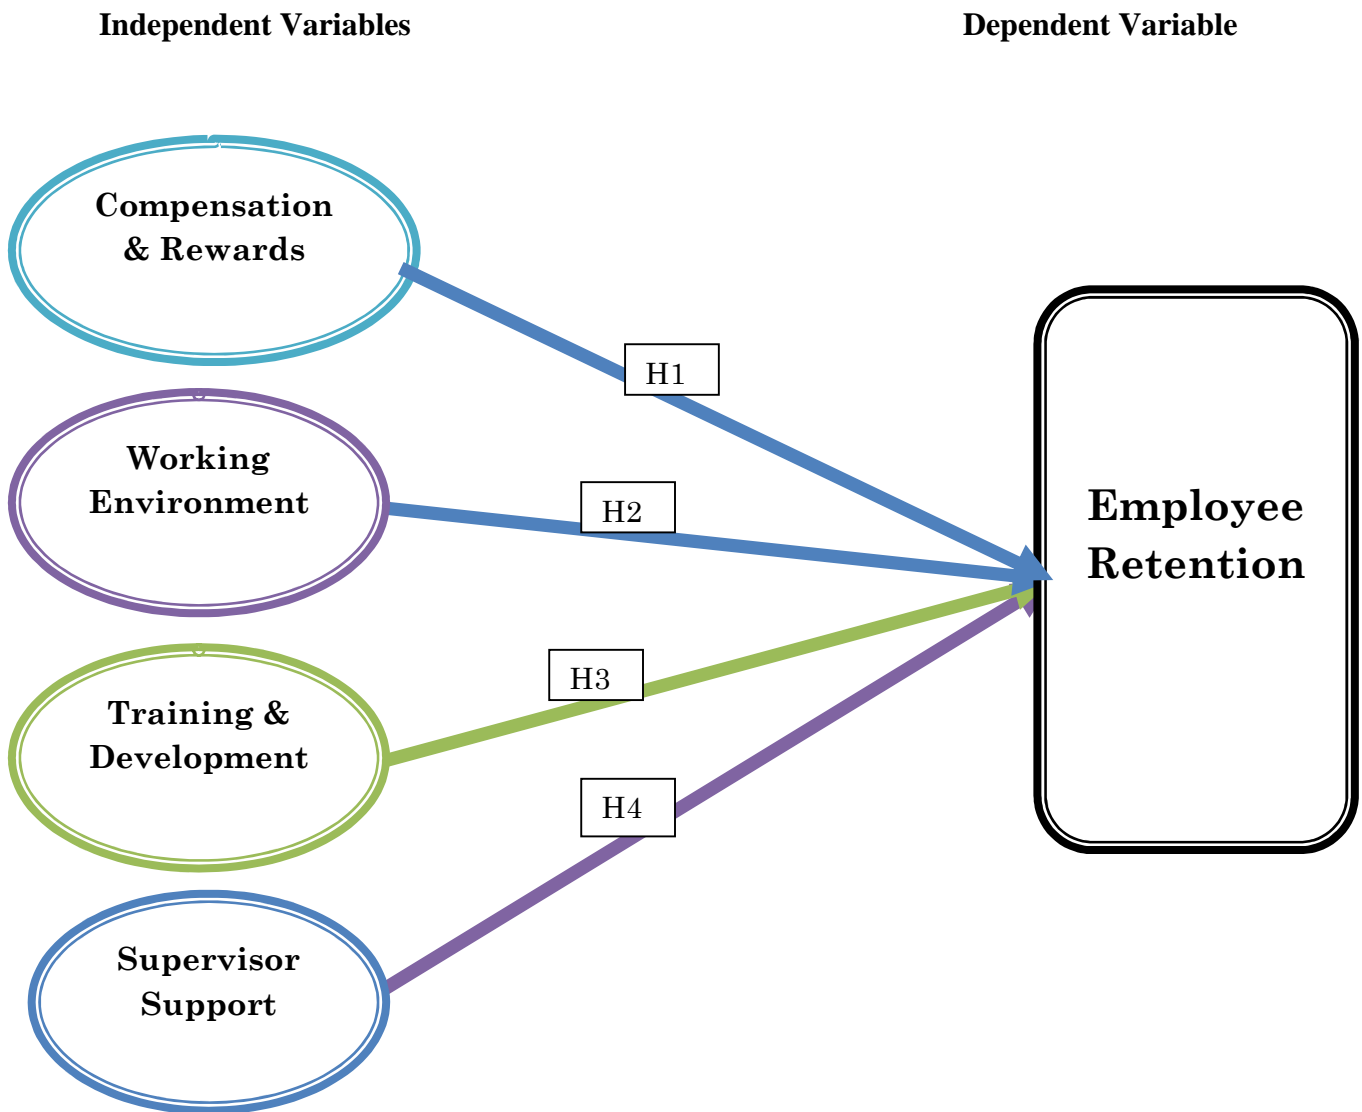 Independent Variables
Dependent Variable
Compensation
& Rewards
H1
Working
Environment
H2
Employee
Retention
H3
Training &
Development
H4
Supervisor
Support